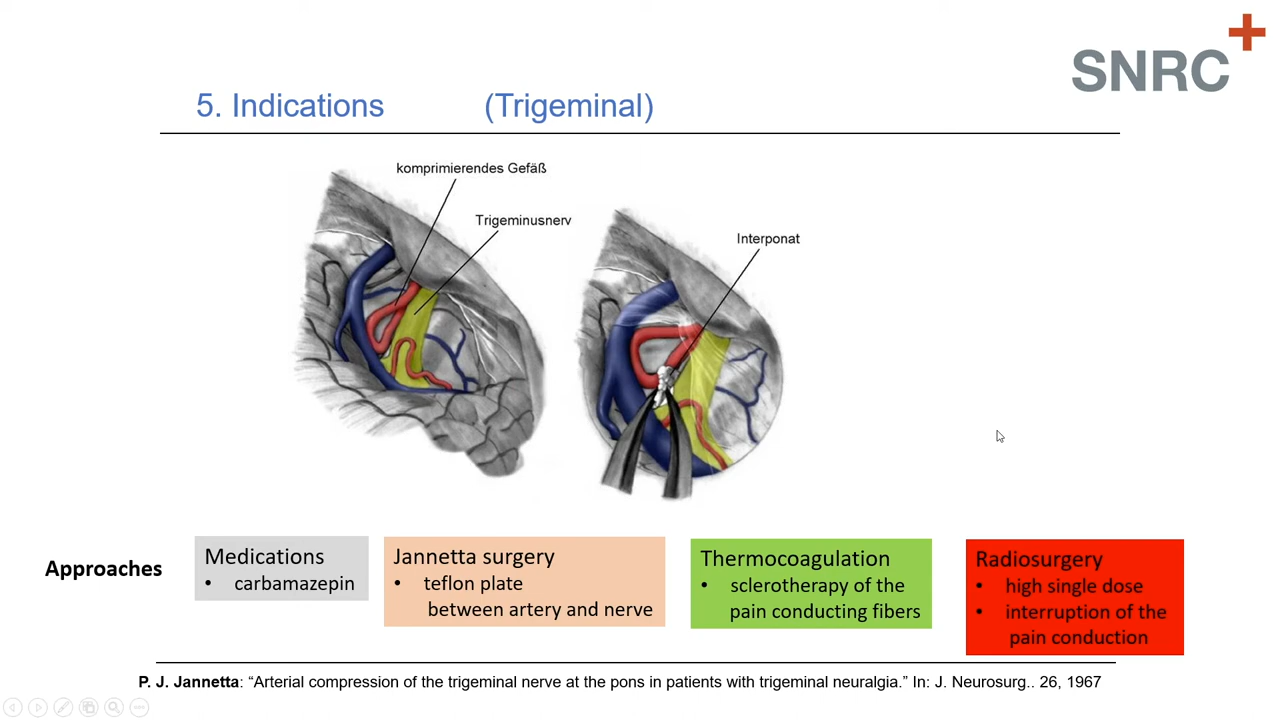 SNRC
5. Indications (Trigeminal)
komprimierendes Gefäß
Trigeminusnerv
Interponat
Approaches
Medications
• carbamazepin
Jannetta surgery
• teflon plate
between artery and nerve
Thermocoagulation
• sclerotherapy of the
pain conducting fibers
Radiosurgery
• high single dose
• interruption of the
pain conduction
P. J. Jannetta: “Arterial compression of the trigeminal nerve at the pons in patients with trigeminal neuralgia.” In: J. Neurosurg.. 26, 1967